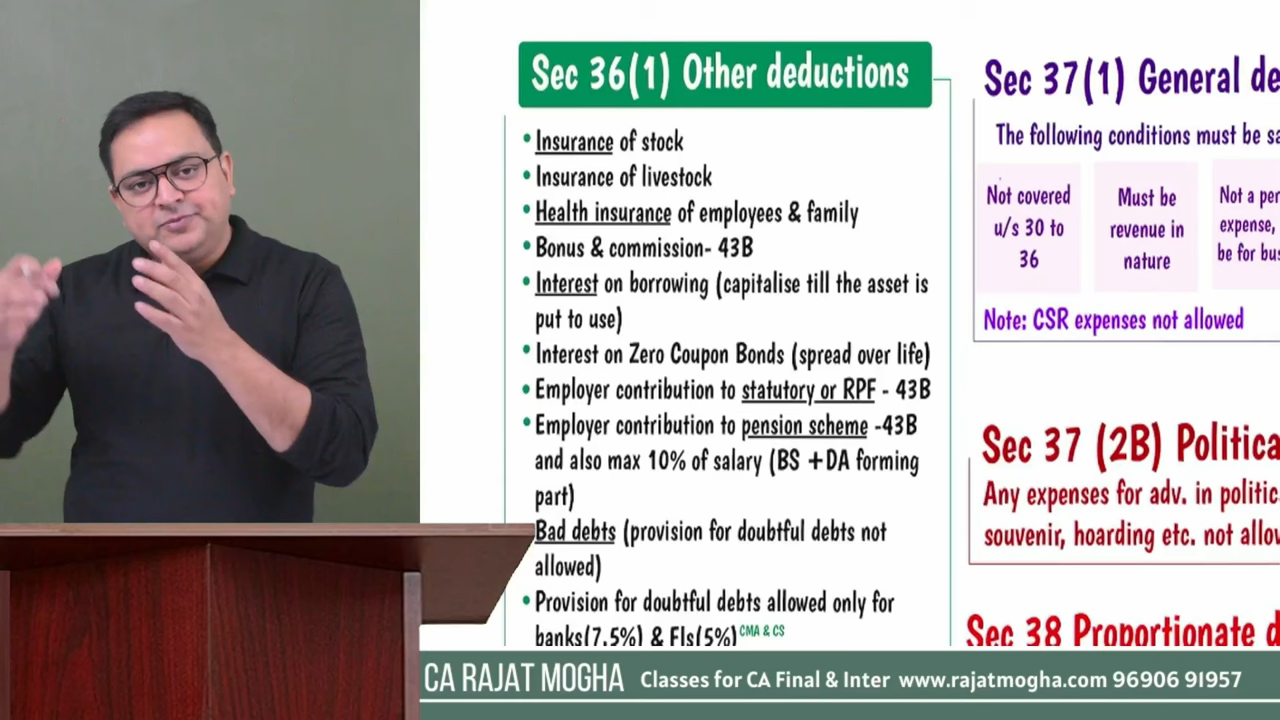 Sec 36(1) Other deductions
• Insurance of stock
• Insurance of livestock
• Health insurance of employees & family
• Bonus & commission- 43B
• Interest on borrowing (capitalise till the asset is
put to use)
• Interest on Zero Coupon Bonds (spread over life)
• Employer contribution to statutory or RPF - 43B
• Employer contribution to pension scheme -43B
and also max 10% of salary (BS +DA forming
part)
Bad debts (provision for doubtful debts not
allowed)
• Provision for doubtful debts allowed only for
banks(7.5%) & FIs(5%) CMA & CS
Sec 37(1) General de
The following conditions must be sa
Not covered
u/s 30 to
36
Must be
revenue in
nature
Not a per
expense,
be for bus
Note: CSR expenses not allowed
Sec 37 (2B) Politica
Any expenses for adv. in politic
souvenir, hoarding etc. not allow
Sec 38 Proportionate d
CA RAJAT MOGHA Classes for CA Final & Inter www.rajatmogha.com 96906 91957